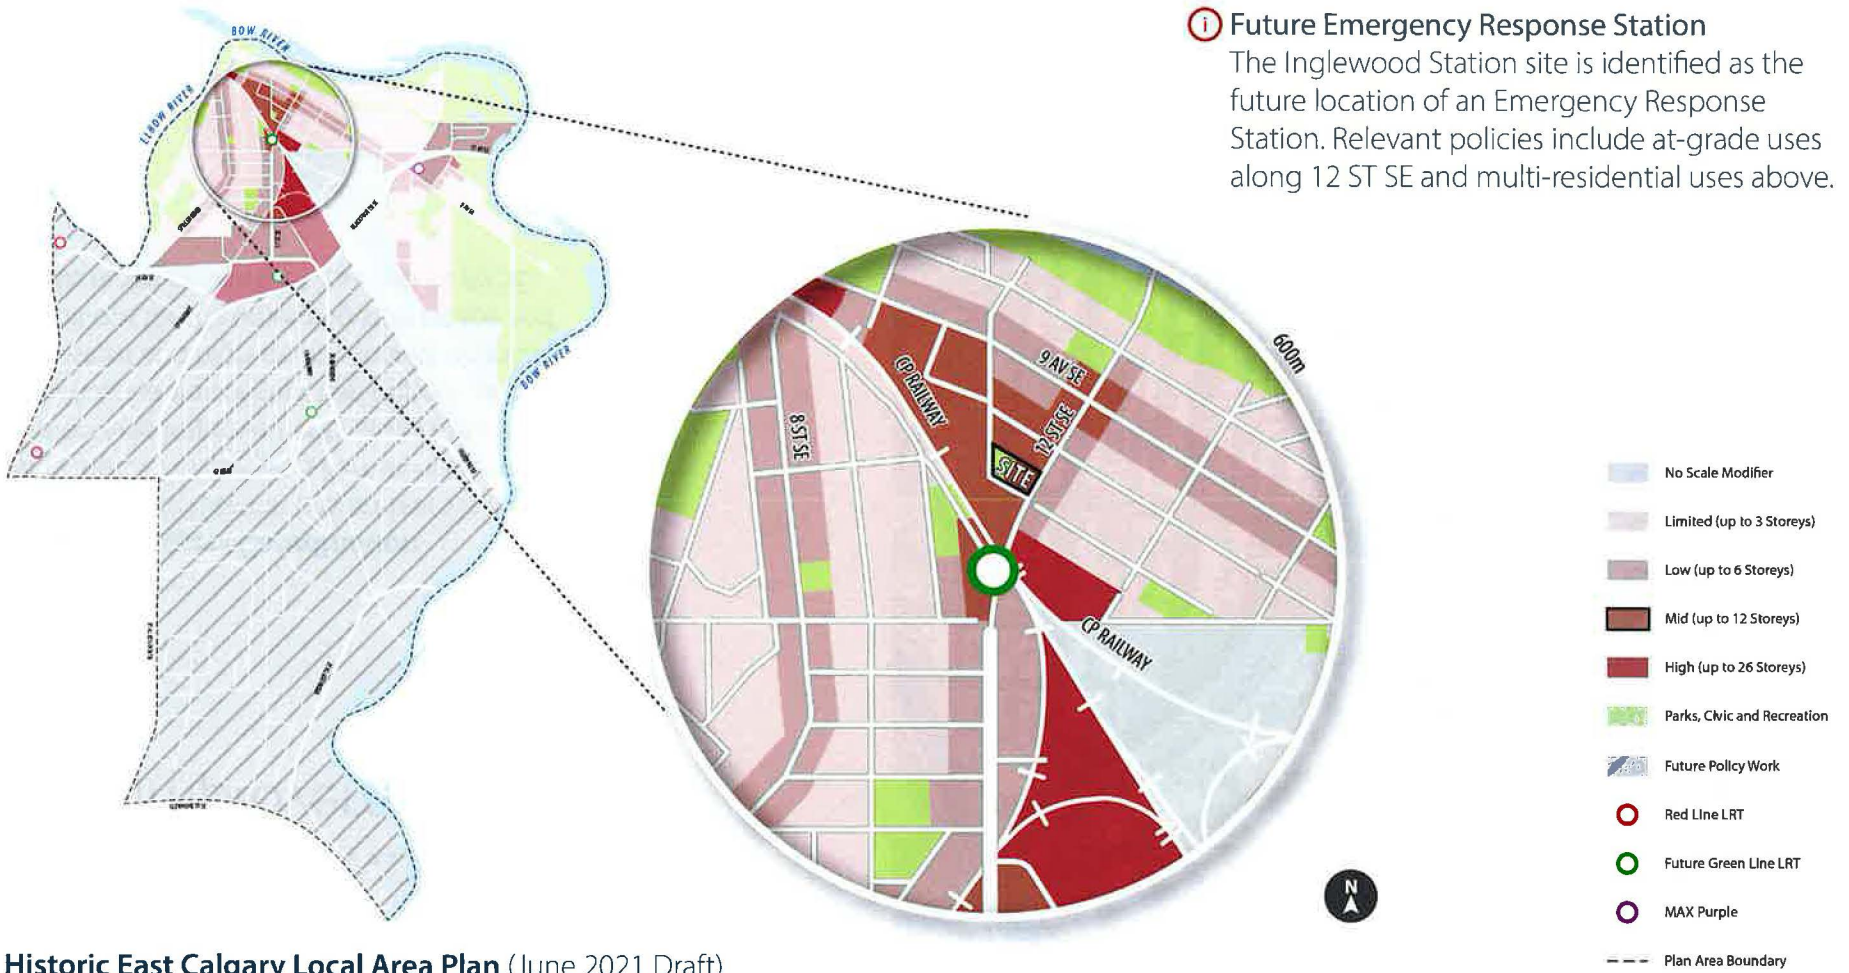 Future Emergency Response Station
The Inglewood Station site is identified as the
future location of an Emergency Response
Station. Relevant policies include at-grade uses
along 12 ST SE and multi-residential uses above.
BOW RIVER
ELBOW RIVER
BOW RIVER
600m
9 AV SE
CP RAILWAY
12 ST SE
8 ST SE
SITE
CP RAILWAY
N
No Scale Modifier
Limited (up to 3 Storeys)
Low (up to 6 Storeys)
Mid (up to 12 Storeys)
High (up to 26 Storeys)
Parks, Civic and Recreation
Future Policy Work
Red Line LRT
Future Green Line LRT
MAX Purple
Plan Area Boundary
Historic East Calgary Local Area Plan (June 2021 Draft)